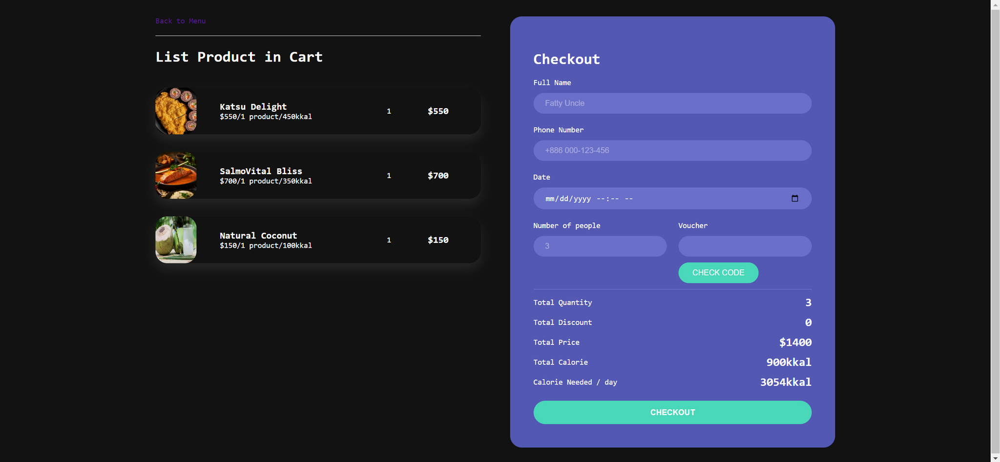 Back to Menu
List Product in Cart
Katsu Delight
$550/1 product/450kkal
1
$550
SalmoVital Bliss
$700/1 product/350kkal
1
$700
Natural Coconut
$150/1 product/100kkal
1
$150
Checkout
Full Name
Fatty Uncle
Phone Number
+886 000-123-456
Date
mm/dd/yyyy --:-- --
Number of people
Voucher
3
CHECK CODE
Total Quantity
3
Total Discount
0
Total Price
$1400
Total Calorie
900kkal
Calorie Needed / day
3054kkal
CHECKOUT